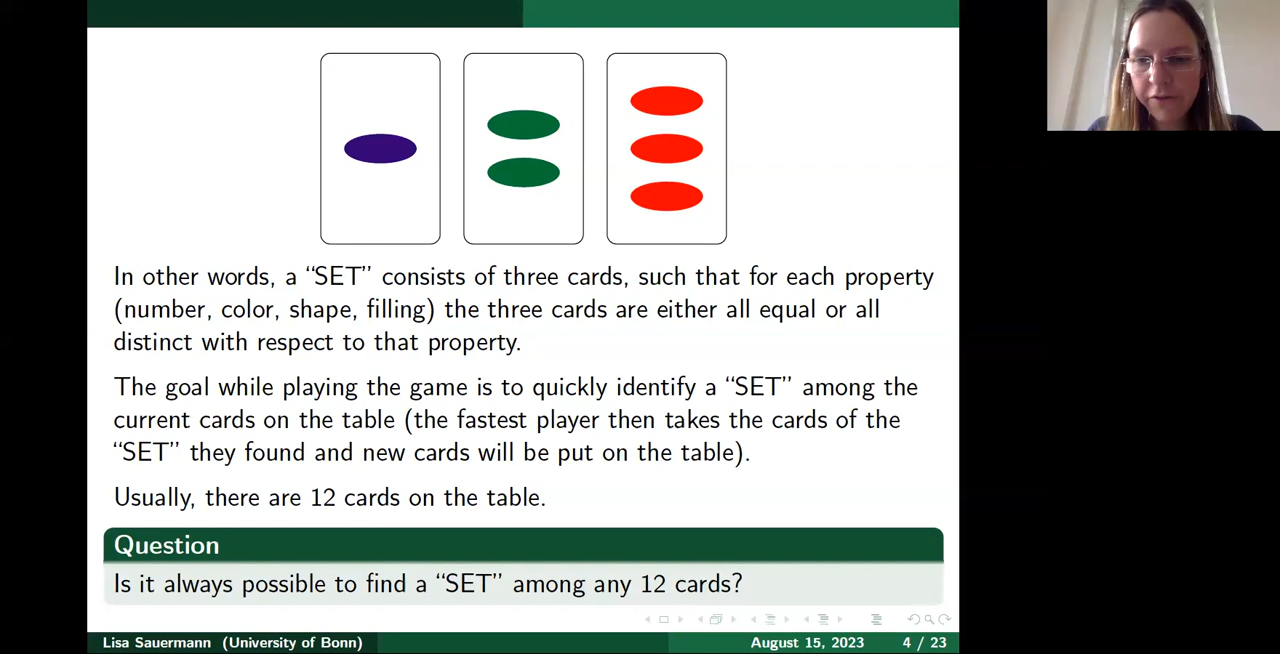 In other words, a “SET” consists of three cards, such that for each property
(number, color, shape, filling) the three cards are either all equal or all
distinct with respect to that property.
The goal while playing the game is to quickly identify a “SET” among the
current cards on the table (the fastest player then takes the cards of the
“SET” they found and new cards will be put on the table).
Usually, there are 12 cards on the table.
Question
Is it always possible to find a “SET” among any 12 cards?
Lisa Sauermann (University of Bonn) August 15, 2023 4 / 23